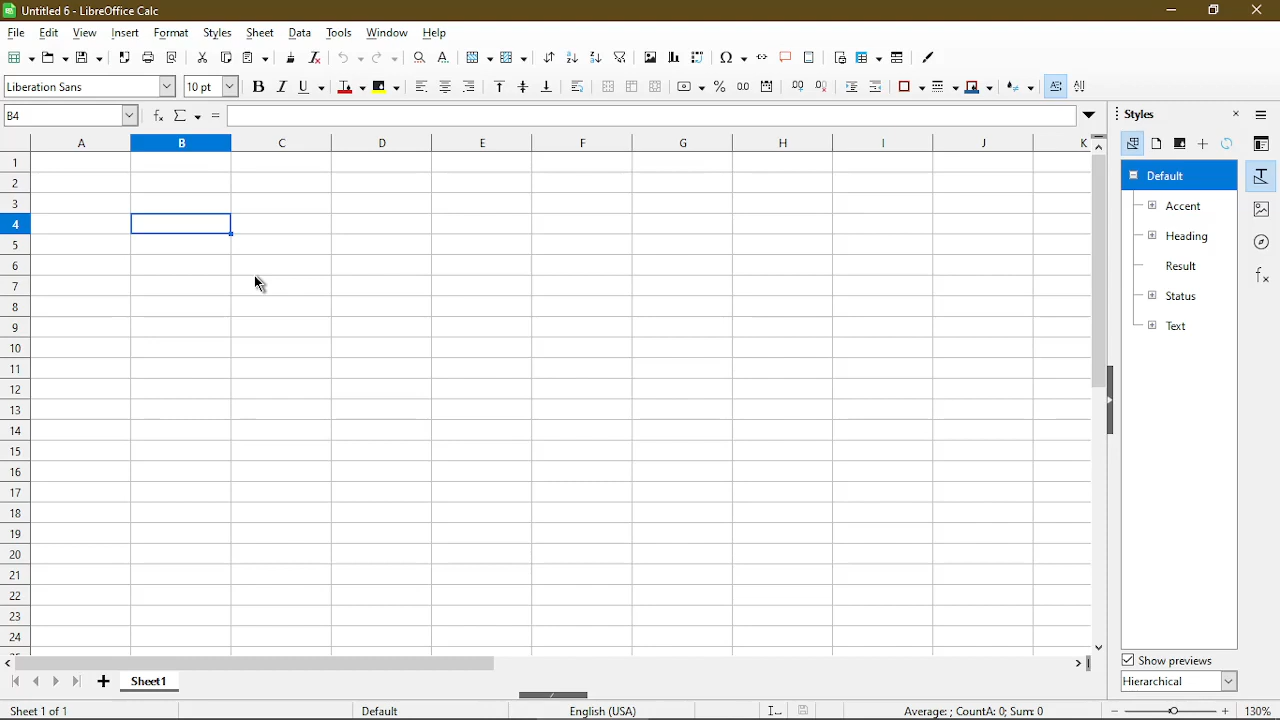 Untitled 6 - LibreOffice Calc
File Edit View Insert Format Styles Sheet Data Tools Window Help
Liberation Sans 10 pt
B4
Styles
A B C D E F G H I J K
1
2
3
4
5
6
7
8
9
10
11
12
13
14
15
16
17
18
19
20
21
22
23
24
Default
Accent
Heading
Result
Status
Text
Show previews
Hierarchical
Sheet1
Sheet 1 of 1 Default English (USA) Average: ; CountA: 0; Sum: 0 130%